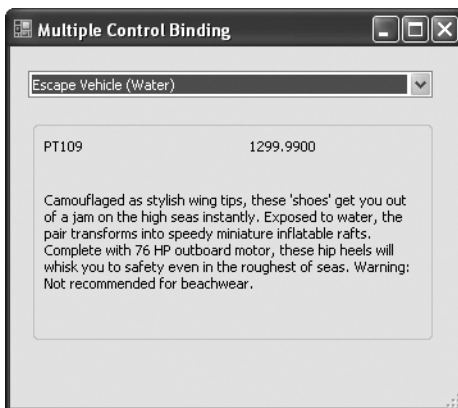 Multiple Control Binding
Escape Vehicle (Water)
PT109 1299.9900
Camouflaged as stylish wing tips, these 'shoes' get you out
of a jam on the high seas instantly. Exposed to water, the
pair transforms into speedy miniature inflatable rafts.
Complete with 76 HP outboard motor, these hip heels will
whisk you to safety even in the roughest of seas. Warning:
Not recommended for beachwear.